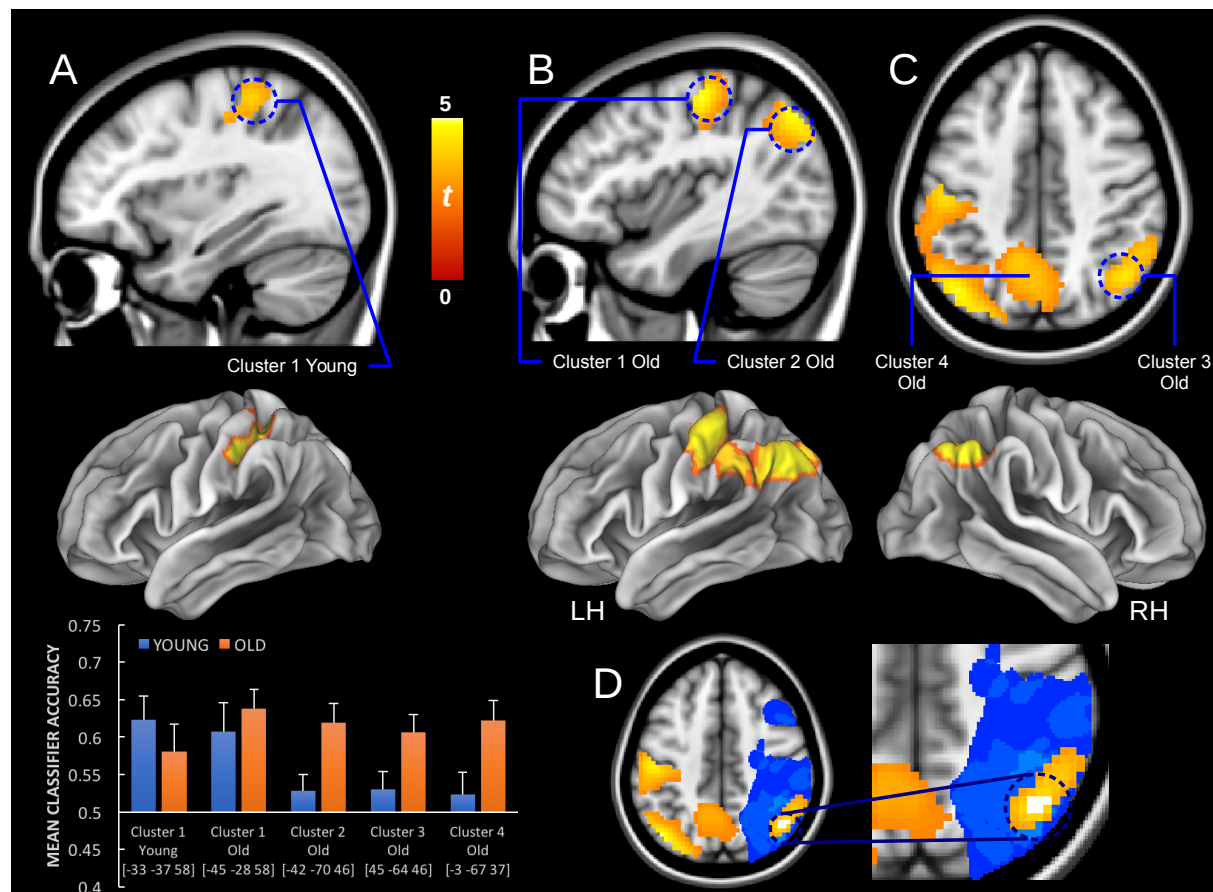 A
B
C
5
t
0
Cluster 1 Young
Cluster 1 Old
Cluster 2 Old
Cluster 4
Old
Cluster 3
Old
LH
RH
D
MEAN CLASSIFIER ACCURACY
0.75
0.7
0.65
0.6
0.55
0.5
0.45
0.4
YOUNG OLD
Cluster 1
Young
[-33 -37 58]
Cluster 1
Old
[-45 -28 58]
Cluster 2
Old
[-42 -70 46]
Cluster 3
Old
[45 -64 46]
Cluster 4
Old
[-3 -67 37]